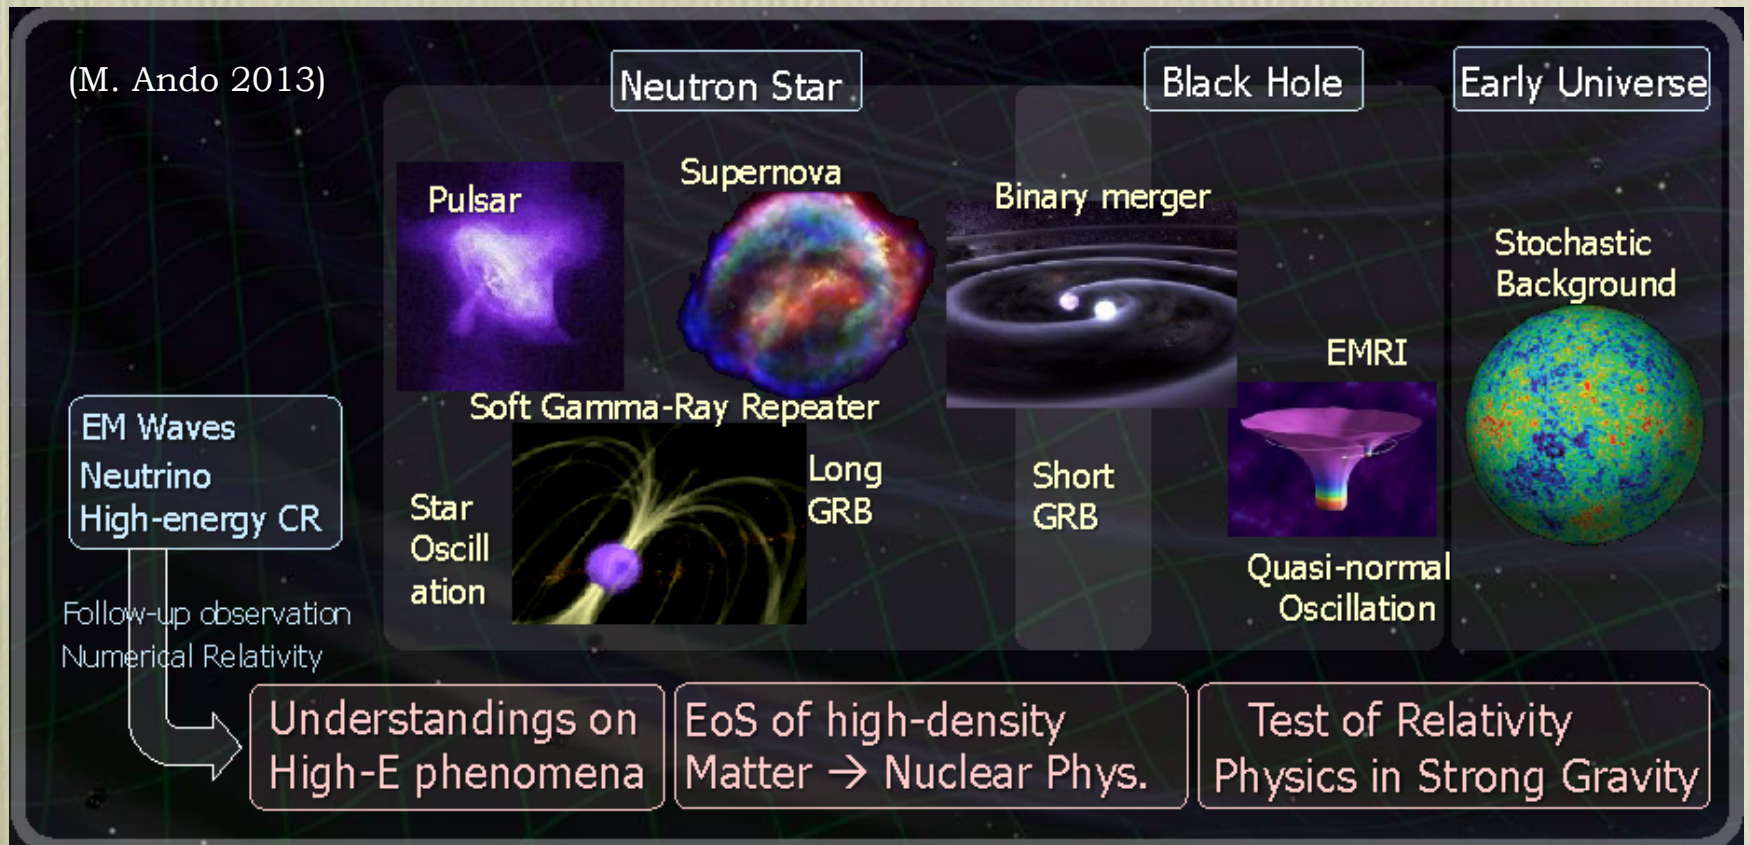 (M. Ando 2013)
Neutron Star
Black Hole
Early Universe
Pulsar
Supernova
Binary merger
Stochastic
Background
EMRI
Soft Gamma-Ray Repeater
Star
Oscill
ation
Long
GRB
Short
GRB
Quasi-normal
Oscillation
EM Waves
Neutrino
High-energy CR
Follow-up observation
Numerical Relativity
Understandings on
High-E phenomena
EoS of high-density
Matter → Nuclear Phys.
Test of Relativity
Physics in Strong Gravity